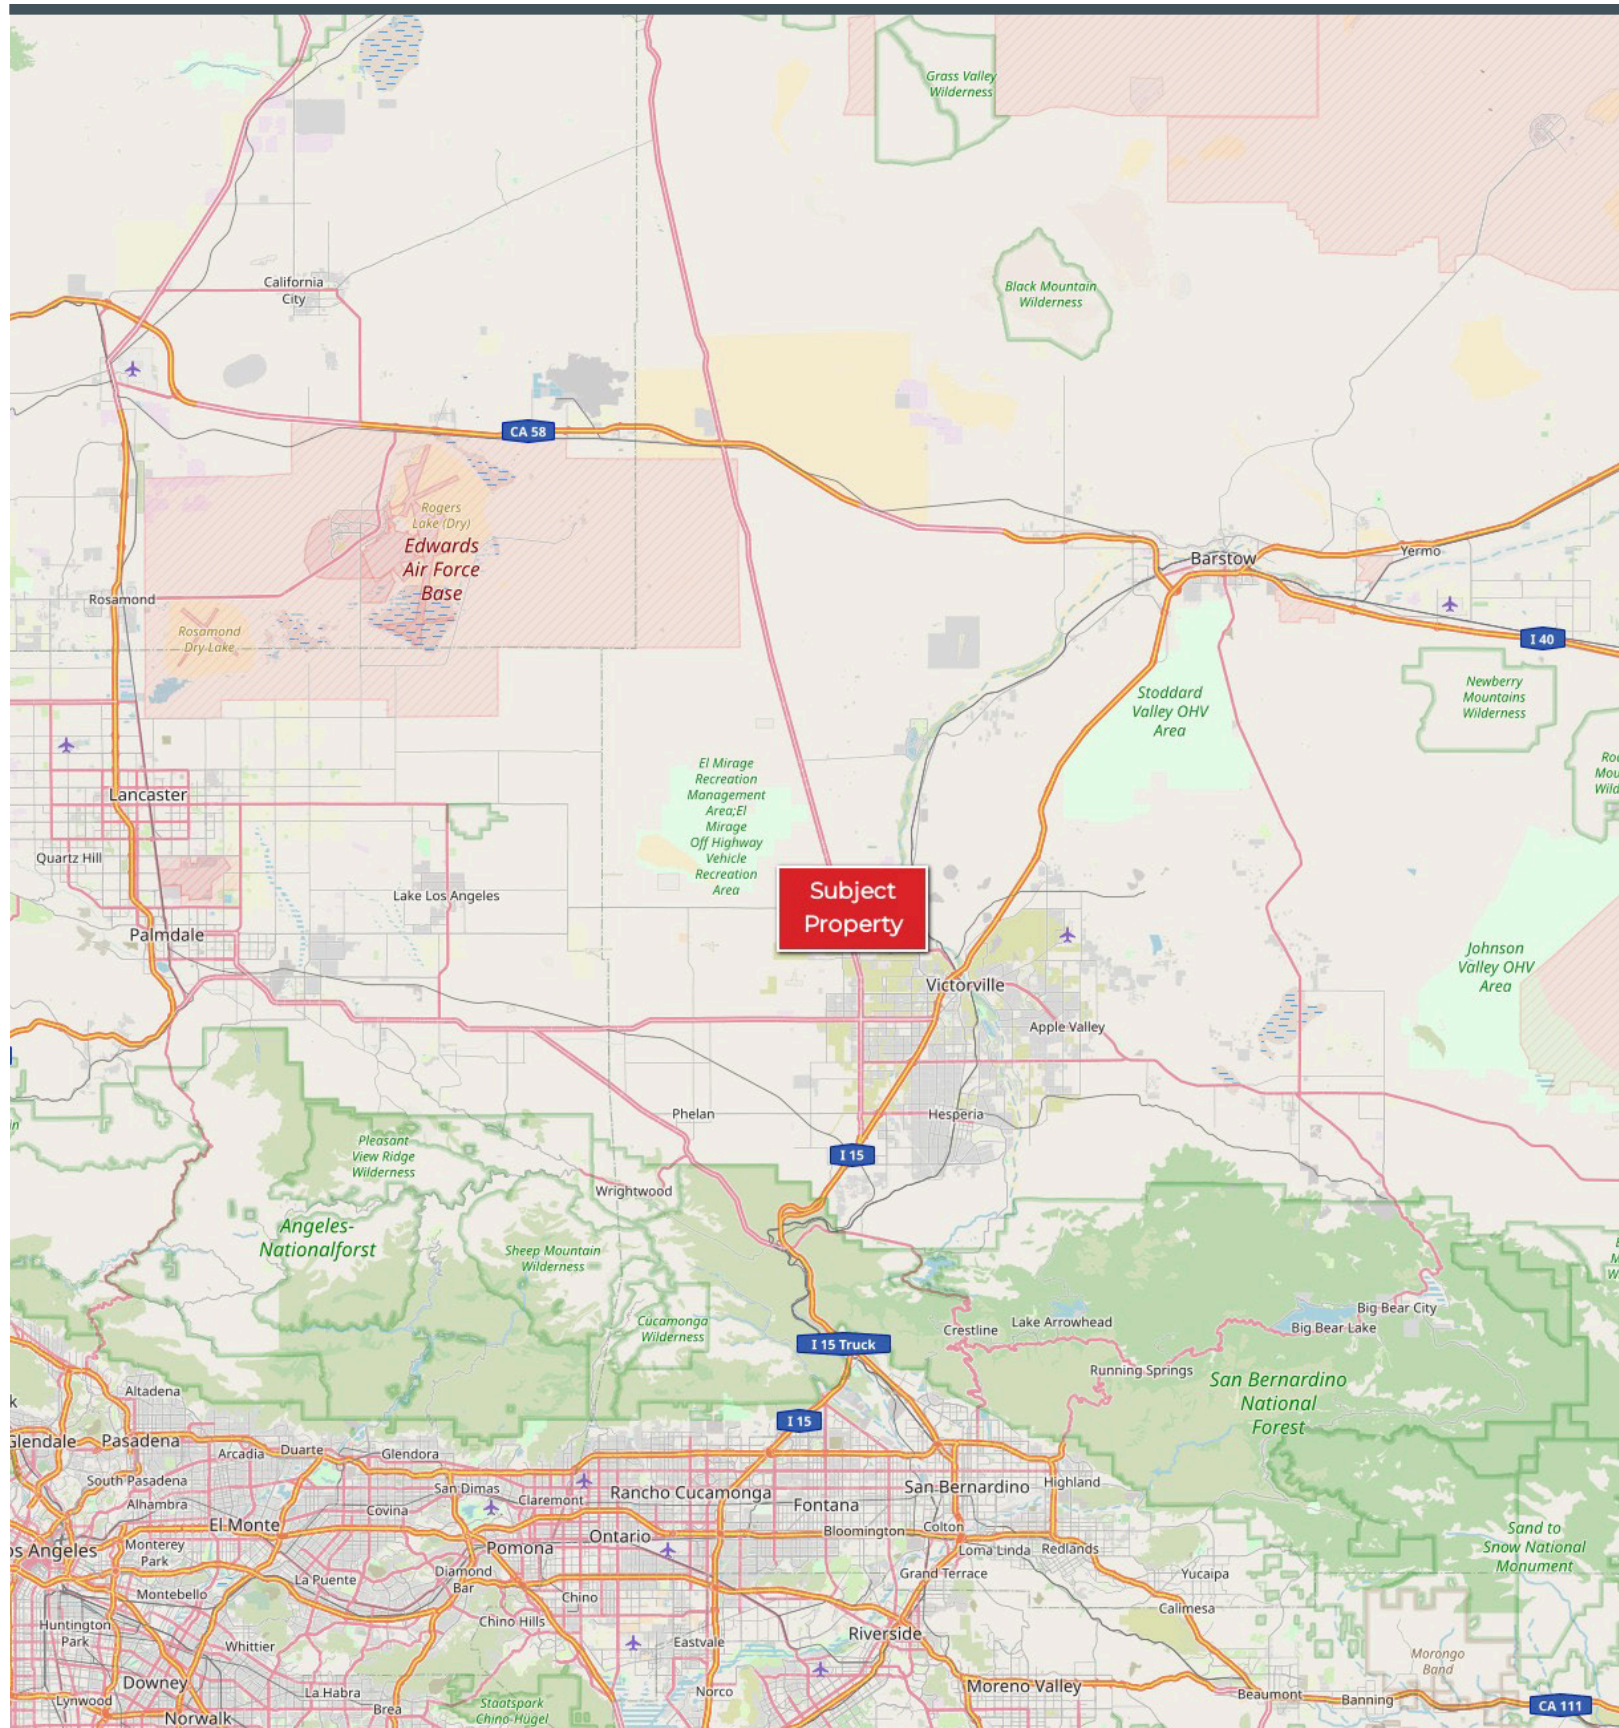 Grass Valley
Wilderness
California
City
Black Mountain
Wilderness
CA 58
Rogers
Lake (Dry)
Edwards
Air Force
Base
Barstow
Yermo
Rosamond
Rosamond
Dry Lake
I 40
Stoddard
Valley OHV
Area
Newberry
Mountains
Wilderness
El Mirage
Recreation
Management
Area;El
Mirage
Off Highway
Vehicle
Recreation
Area
Rou
Mou
Wild
Lancaster
Quartz Hill
Lake Los Angeles
Subject
Property
Palmdale
Victorville
Johnson
Valley OHV
Area
Apple Valley
Phelan
Hesperia
Pleasant
View Ridge
Wilderness
I 15
Wrightwood
Angeles-
Nationalforst
Sheep Mountain
Wilderness
Cucamonga
Wilderness
Crestline
Lake Arrowhead
Big Bear City
Big Bear Lake
I 15 Truck
Running Springs
San Bernardino
National
Forest
Altadena
I 15
Glendale
Pasadena
Arcadia
Duarte
Glendora
South Pasadena
San Dimas
Claremont
Rancho Cucamonga
San Bernardino
Highland
Alhambra
Covina
Fontana
El Monte
Ontario
Bloomington
Colton
os Angeles
Monterey
Park
Pomona
Loma Linda
Redlands
Sand to
Snow National
Monument
La Puente
Diamond
Bar
Grand Terrace
Yucaipa
Montebello
Chino
Calimesa
Huntington
Park
Chino Hills
Whittier
Eastvale
Riverside
Morongo
Band
Downey
La Habra
Norco
Moreno Valley
Beaumont
Banning
CA 111
Lynwood
Brea
Staatspark
Chino-Hügel
Norwalk